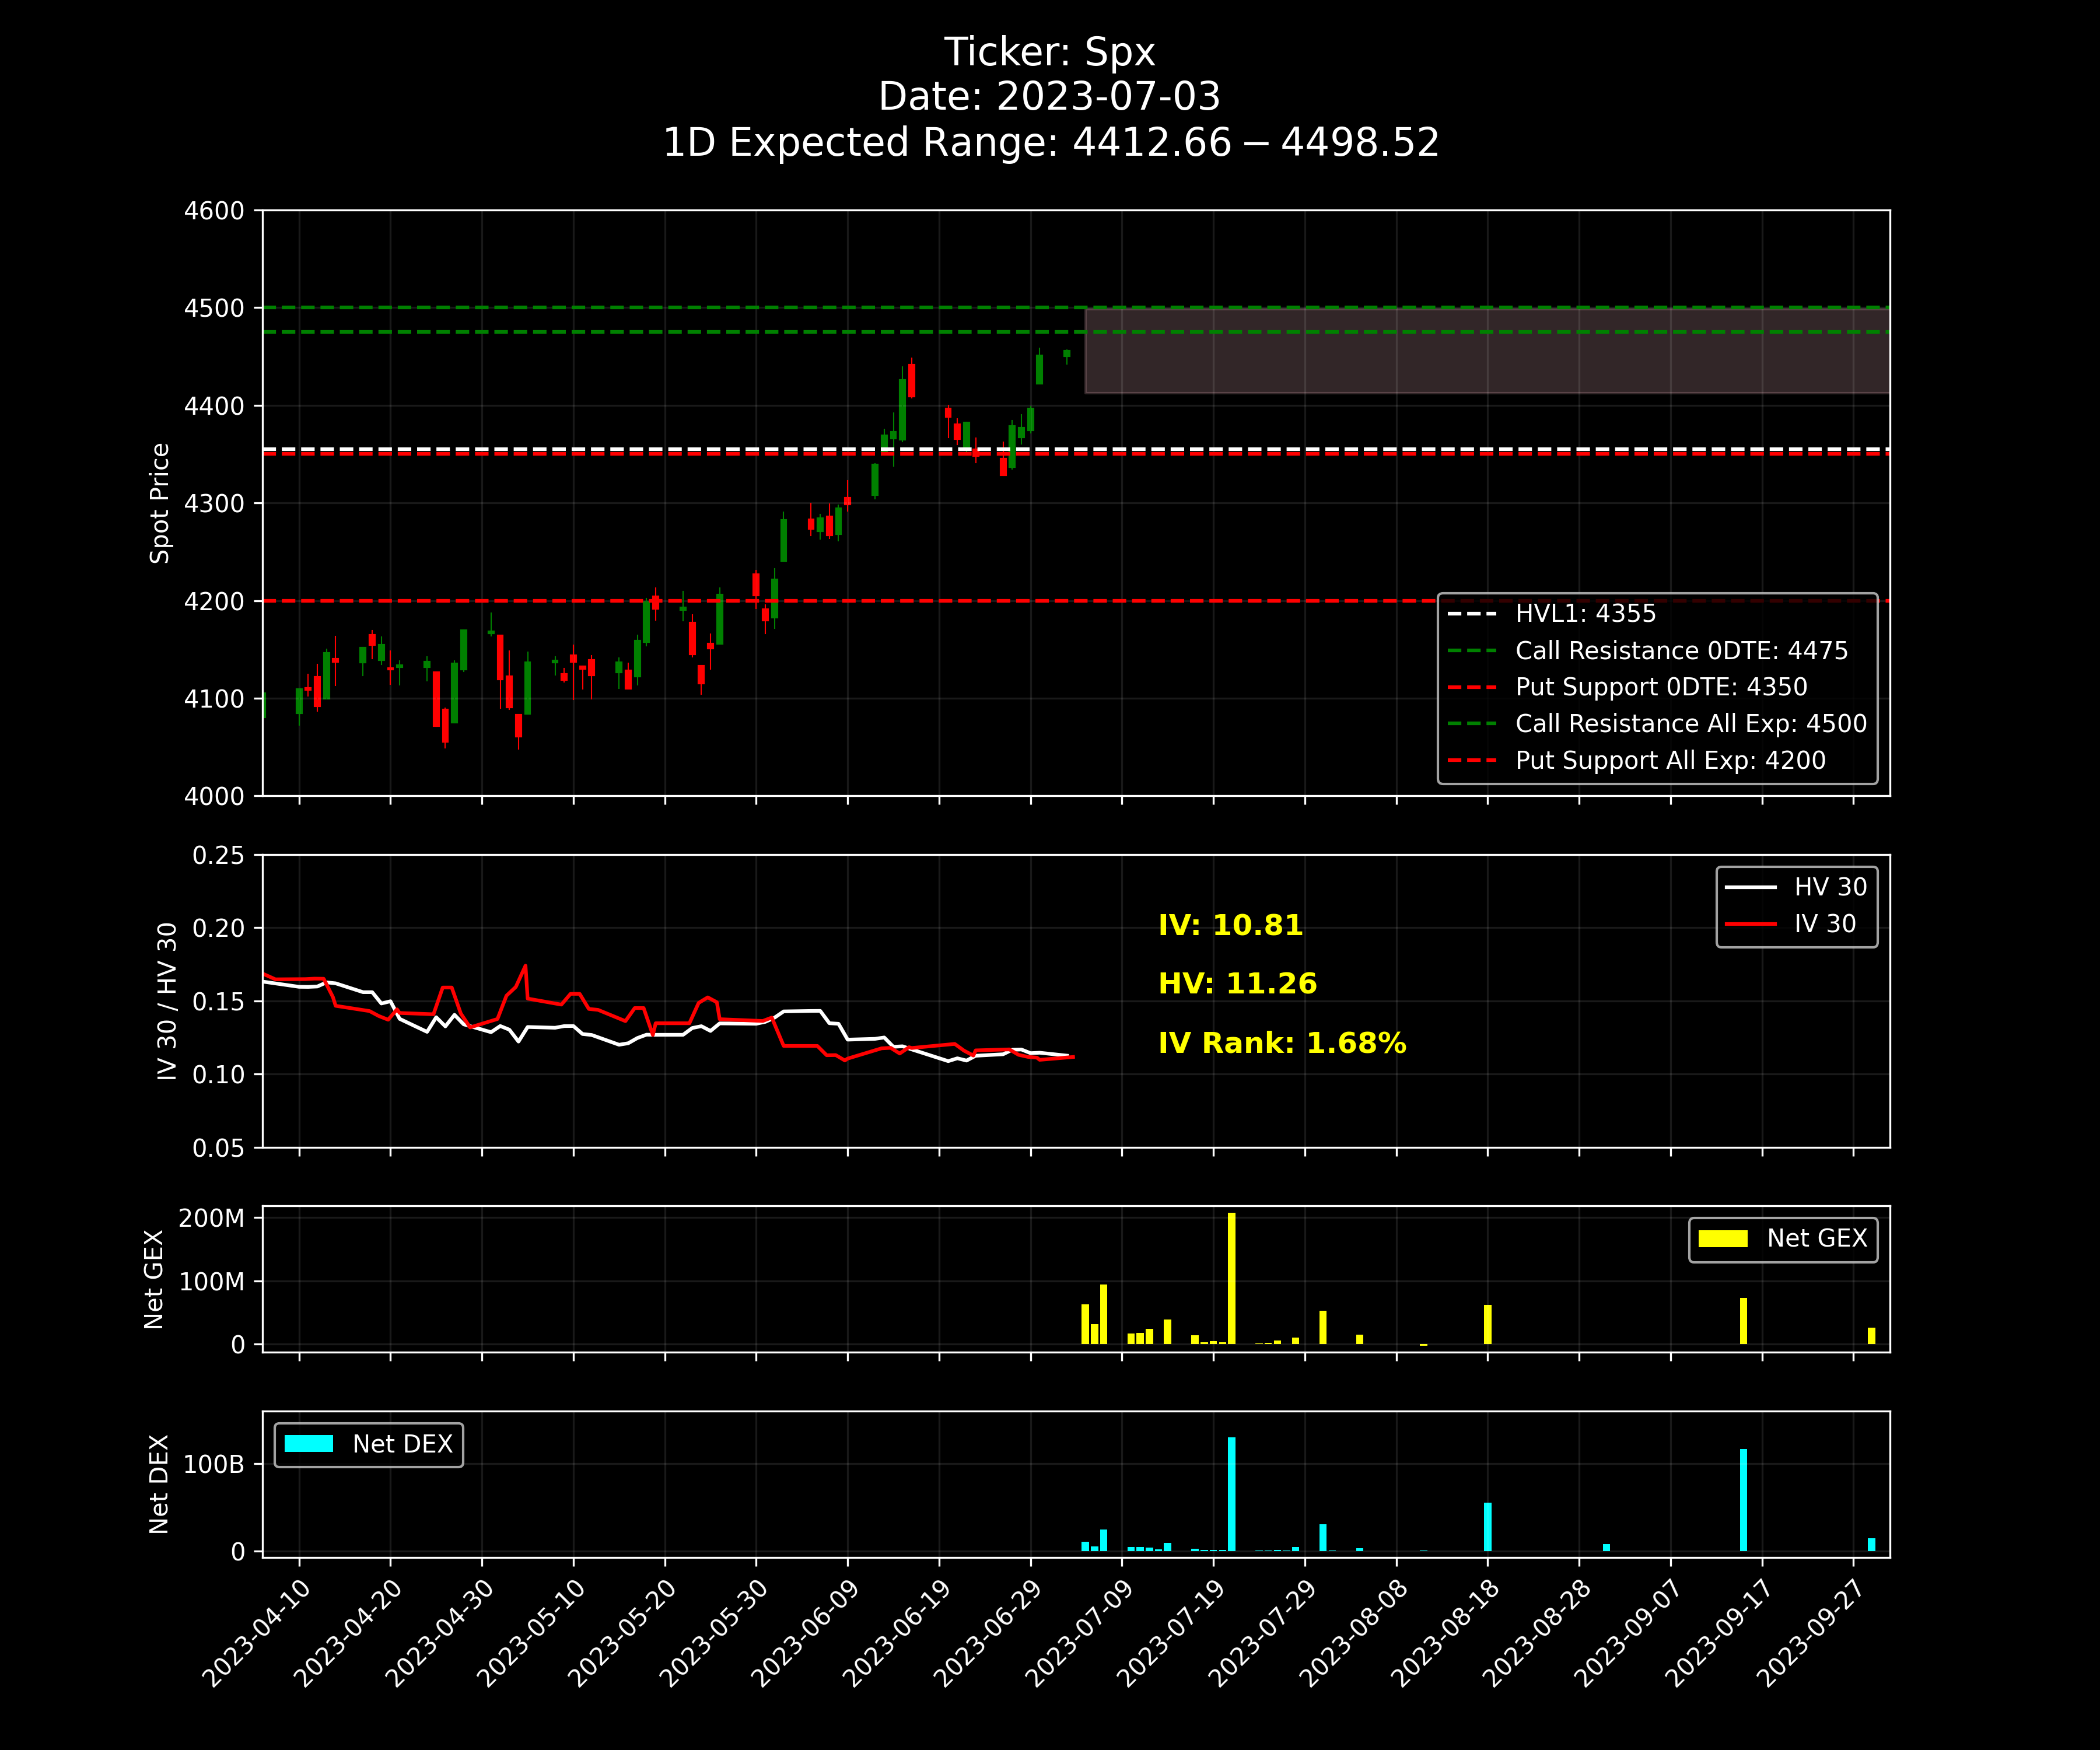 Ticker: Spx
Date: 2023-07-03
1D Expected Range: 4412.66 − 4498.52
Spot Price
4600
4500
4400
4300
4200
4100
4000
HVL1: 4355
Call Resistance 0DTE: 4475
Put Support 0DTE: 4350
Call Resistance All Exp: 4500
Put Support All Exp: 4200
IV 30 / HV 30
0.25
0.20
0.15
0.10
0.05
IV: 10.81
HV: 11.26
IV Rank: 1.68%
HV 30
IV 30
Net GEX
200M
100M
0
Net GEX
Net DEX
100B
0
Net DEX
2023-04-10
2023-04-20
2023-04-30
2023-05-10
2023-05-20
2023-05-30
2023-06-09
2023-06-19
2023-06-29
2023-07-09
2023-07-19
2023-07-29
2023-08-08
2023-08-18
2023-08-28
2023-09-07
2023-09-17
2023-09-27